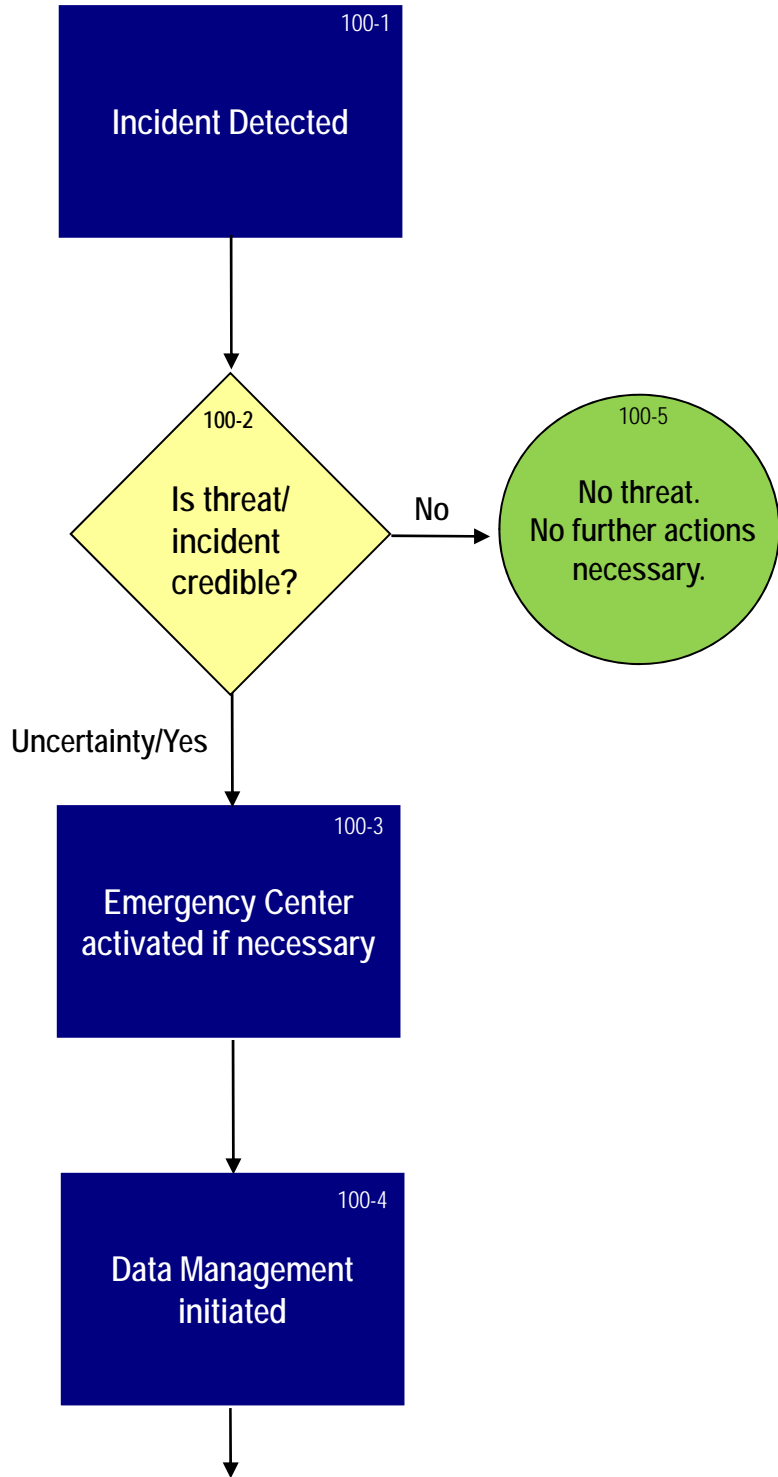 100-1
Incident Detected
100-2
Is threat/
incident
credible?
No
100-5
No threat.
No further actions
necessary.
Uncertainty/Yes
100-3
Emergency Center
activated if necessary
100-4
Data Management
initiated